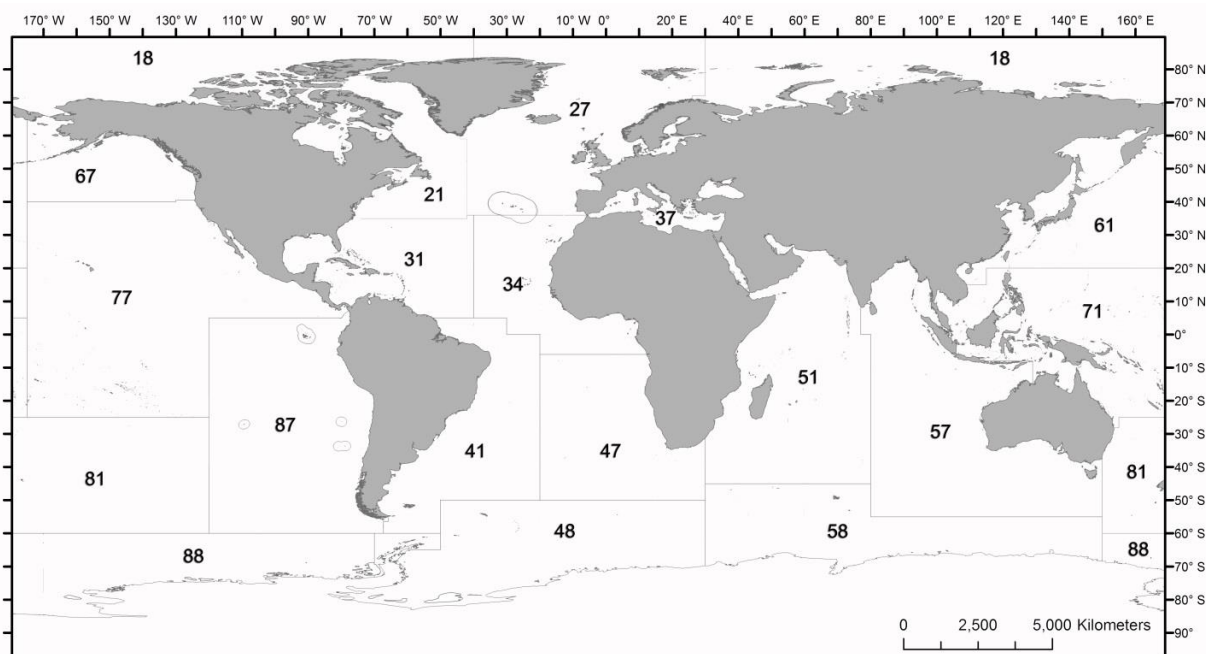 170° W 150° W 130° W 110° W 90° W 70° W 50° W 30° W 10° W 0° 20 E 40° E 60° E 80° E 100° E 120° E 140° E 160° E
18 18
80° N
27
70° N
60° N
67
50° N
21
40° N
37
61
30° N
31
34
20° N
77
71
10° N
0°
51
10° S
20° S
87
57
30° S
41
47
81
81
40° S
50° S
48
58
60° S
88
88
70° S
80° S
90°
0 2,500 5,000 Kilometers